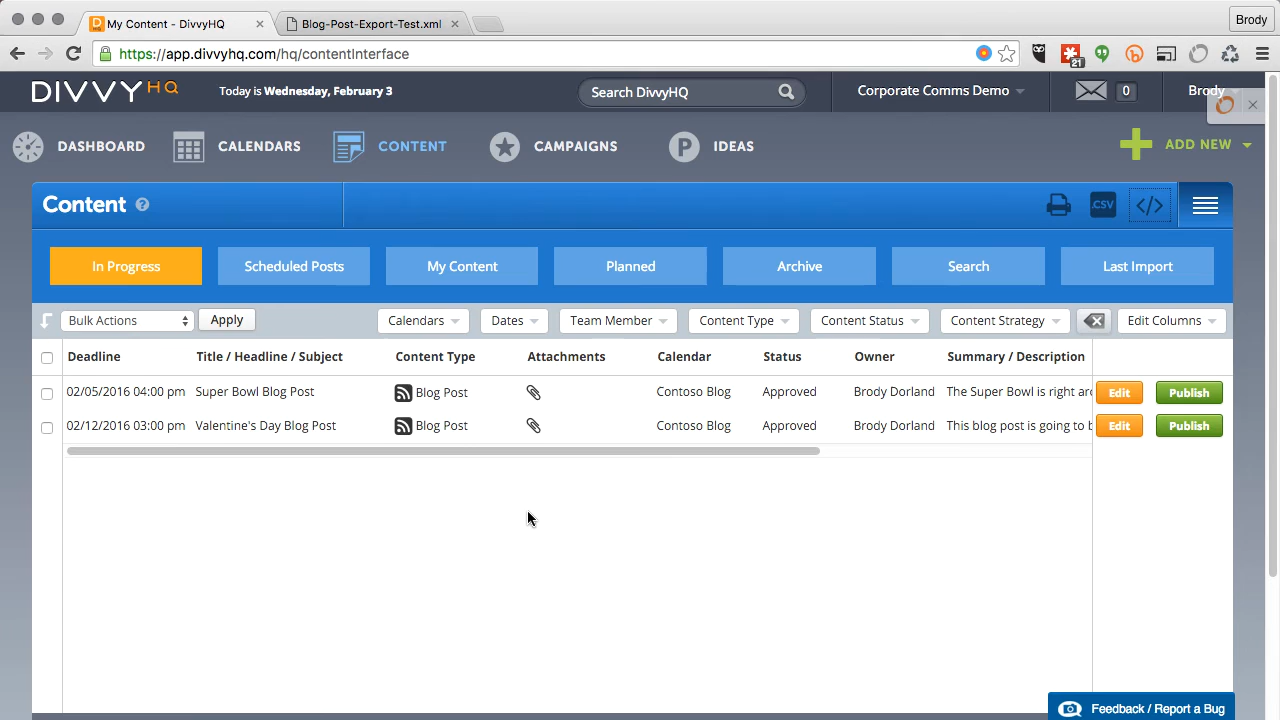 My Content - DivvyHQ
Blog-Post-Export-Test.xml
Brody
https://app.divvyhq.com/hq/contentInterface
21
DIVVYHQ
Today is Wednesday, February 3
Search DivvyHQ
Corporate Comms Demo
0
Brody
DASHBOARD
CALENDARS
CONTENT
CAMPAIGNS
P
IDEAS
ADD NEW
Content ?
.CSV
</>
In Progress
Scheduled Posts
My Content
Planned
Archive
Search
Last Import
Bulk Actions
Apply
Calendars
Dates
Team Member
Content Type
Content Status
Content Strategy
Edit Columns
Deadline Title / Headline / Subject Content Type Attachments Calendar Status Owner Summary / Description
02/05/2016 04:00 pm Super Bowl Blog Post Blog Post Contoso Blog Approved Brody Dorland The Super Bowl is right Edit Publish
02/12/2016 03:00 pm Valentine's Day Blog Post Blog Post Contoso Blog Approved Brody Dorland This blog post is going to Edit Publish
Feedback / Report a Bug